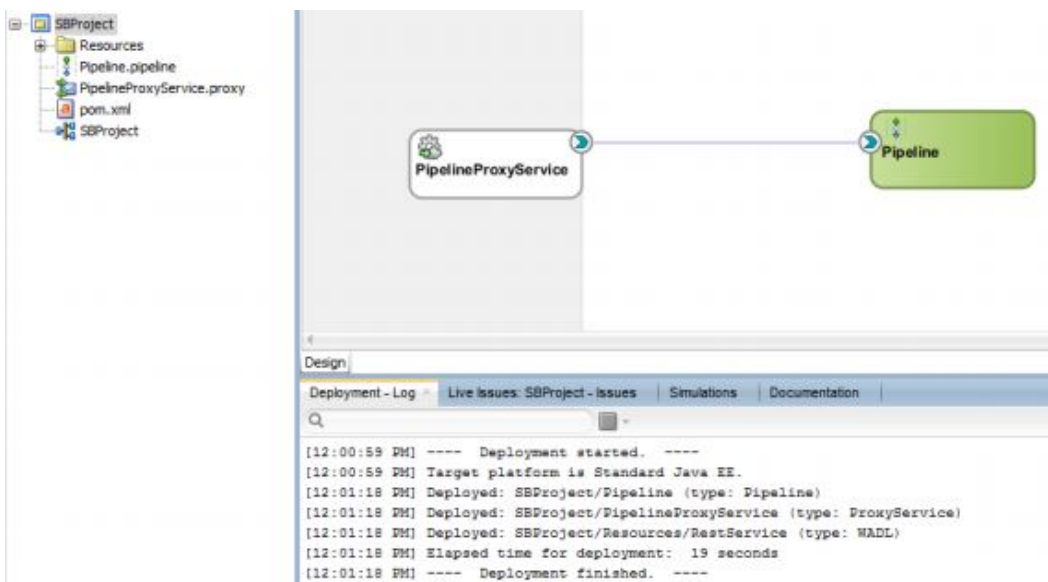 SBProject
Resources
Pipeline.pipeline
PipelineProxyService.proxy
pom.xml
SBProject
PipelineProxyService
Pipeline
Design
Deployment - Log
Live Issues: SBProject - Issues
Simulations
Documentation
[12:00:59 PM] ---- Deployment started. ----
[12:00:59 PM] Target platform is Standard Java EE.
[12:01:18 PM] Deployed: SBProject/Pipeline (type: Pipeline)
[12:01:18 PM] Deployed: SBProject/PipelineProxyService (type: ProxyService)
[12:01:18 PM] Deployed: SBProject/Resources/RestService (type: WADL)
[12:01:18 PM] Elapsed time for deployment: 19 seconds
[12:01:18 PM] ---- Deployment finished. ----